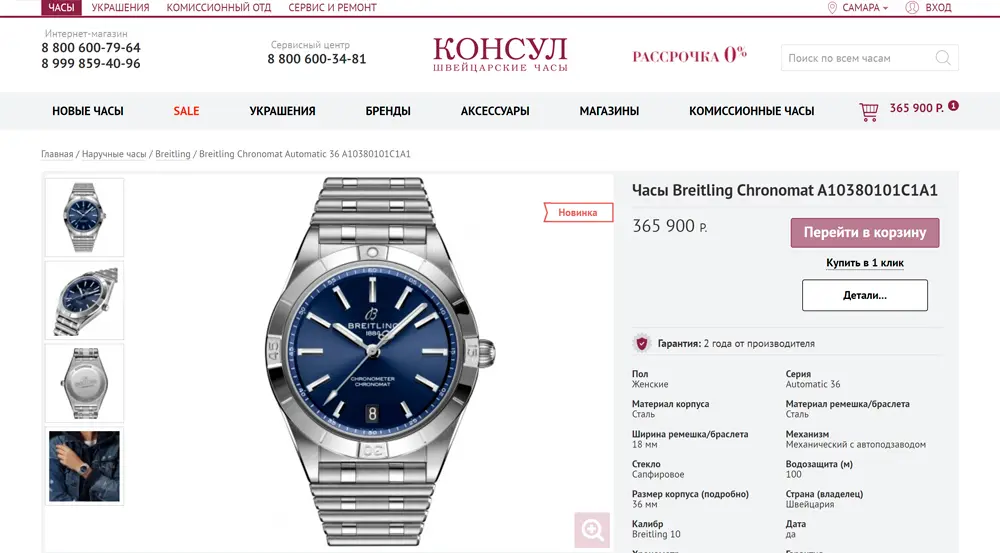 ЧАСЫ УКРАШЕНИЯ КОМИССИОННЫЙ ОТДЕЛ СЕРВИС И РЕМОНТ САМАРА ВХОД
Интернет-магазин
8 800 600-79-64
8 999 859-40-96
Сервисный центр
8 800 600-34-81
КОНСУЛ
ШВЕЙЦАРСКИЕ ЧАСЫ
РАССРОЧКА 0%
Поиск по всем часам
НОВЫЕ ЧАСЫ SALE УКРАШЕНИЯ БРЕНДЫ АКСЕССУАРЫ МАГАЗИНЫ КОМИССИОННЫЕ ЧАСЫ 365 900 Р. 1
Главная / Наручные часы / Breitling / Breitling Chronomat Automatic 36 A10380101C1A1
Новинка
60
B
BREITLING
1884
45
15
CHRONOMETER
CHRONOMAT
8
Часы Breitling Chronomat A10380101C1A1
365 900 Р.
Перейти в корзину
Купить в 1 клик
Детали...
Гарантия: 2 года от производителя
Пол Серия
Женские Automatic 36
Материал корпуса Материал ремешка/браслета
Сталь Сталь
Ширина ремешка/браслета Механизм
18 мм Механический с автоподзаводом
Стекло Водозащита (м)
Сапфировое 100
Размер корпуса (подробно) Страна (владелец)
36 мм Швейцария
Калибр Дата
Breitling 10 да